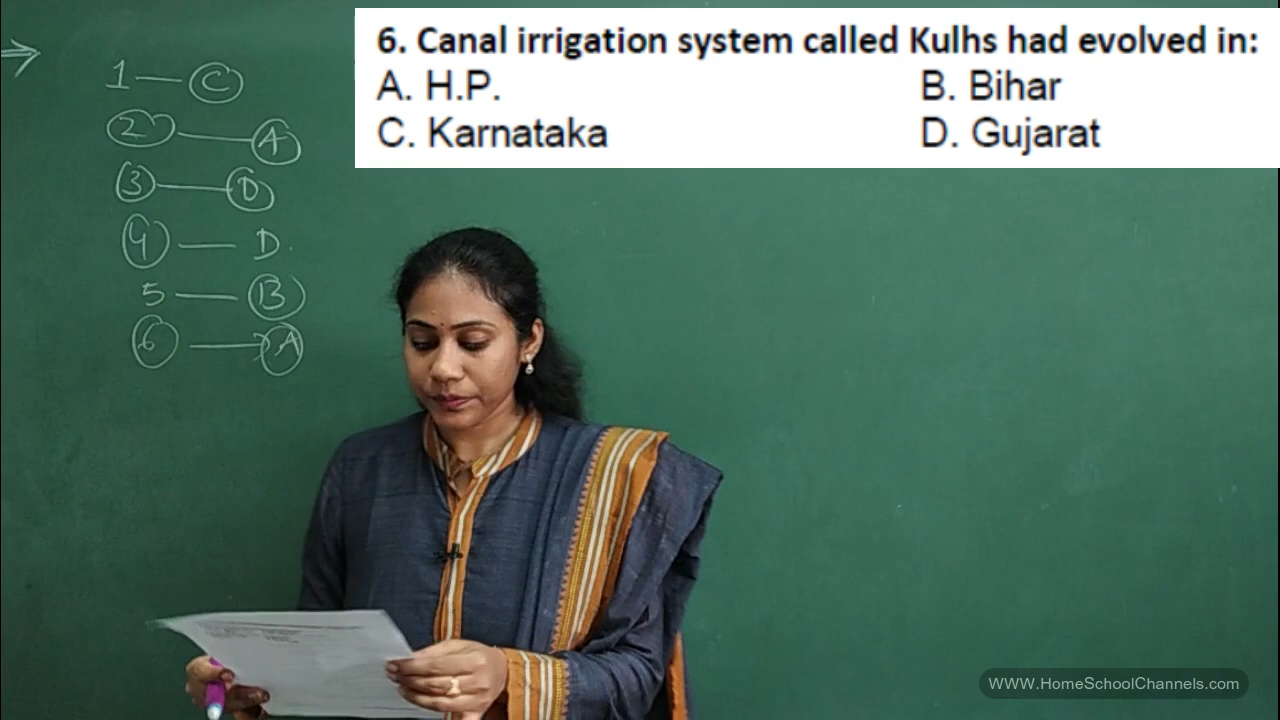 6. Canal irrigation system called Kulhs had evolved in:
A. H.P. B. Bihar
C. Karnataka D. Gujarat
1 — C
2 — A
3 — D
4 — D.
5 — B
6 — A
WWW.HomeSchoolChannels.com